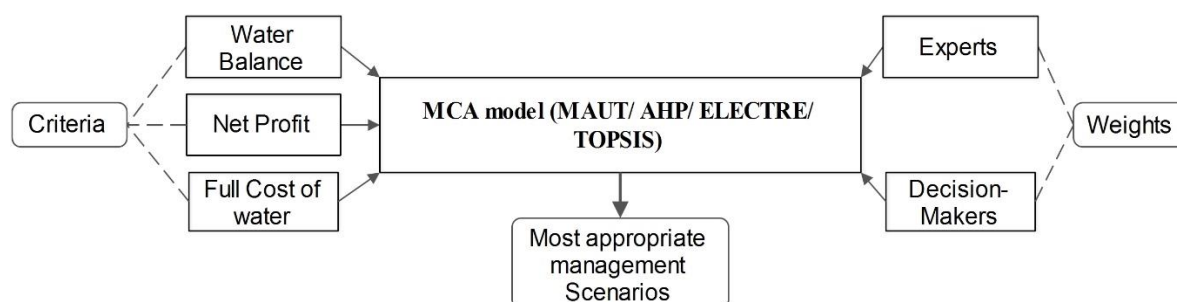 Criteria
Water
Balance
Net Profit
Full Cost of
water
MCA model (MAUT/ AHP/ ELECTRE/
TOPSIS)
Most appropriate
management
Scenarios
Experts
Decision-
Makers
Weights